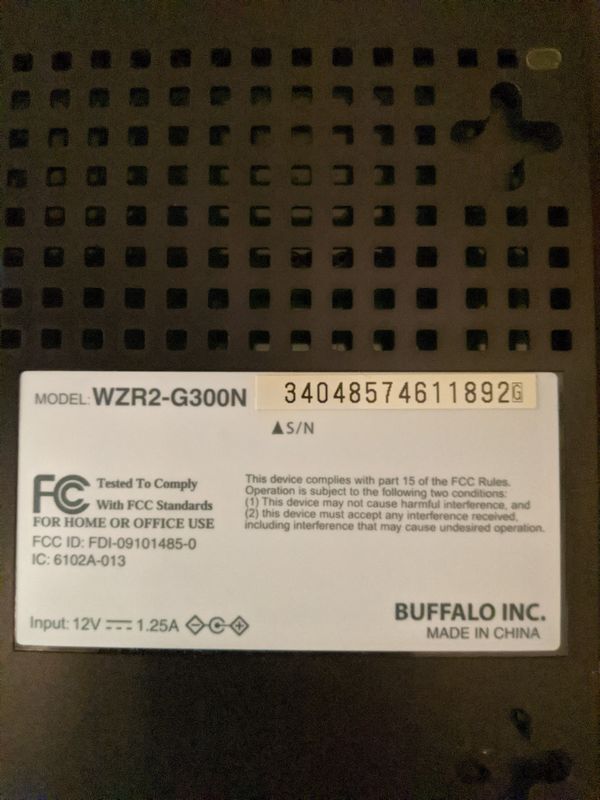 MODEL: WZR2-G300N 34048574611892G
▲S/N
FC Tested To Comply
With FCC Standards
FOR HOME OR OFFICE USE
FCC ID: FDI-09101485-0
IC: 6102A-013
This device complies with part 15 of the FCC Rules.
Operation is subject to the following two conditions:
(1) This device may not cause harmful interference, and
(2) this device must accept any interference received,
including interference that may cause undesired operation.
Input: 12V 1.25A
BUFFALO INC.
MADE IN CHINA